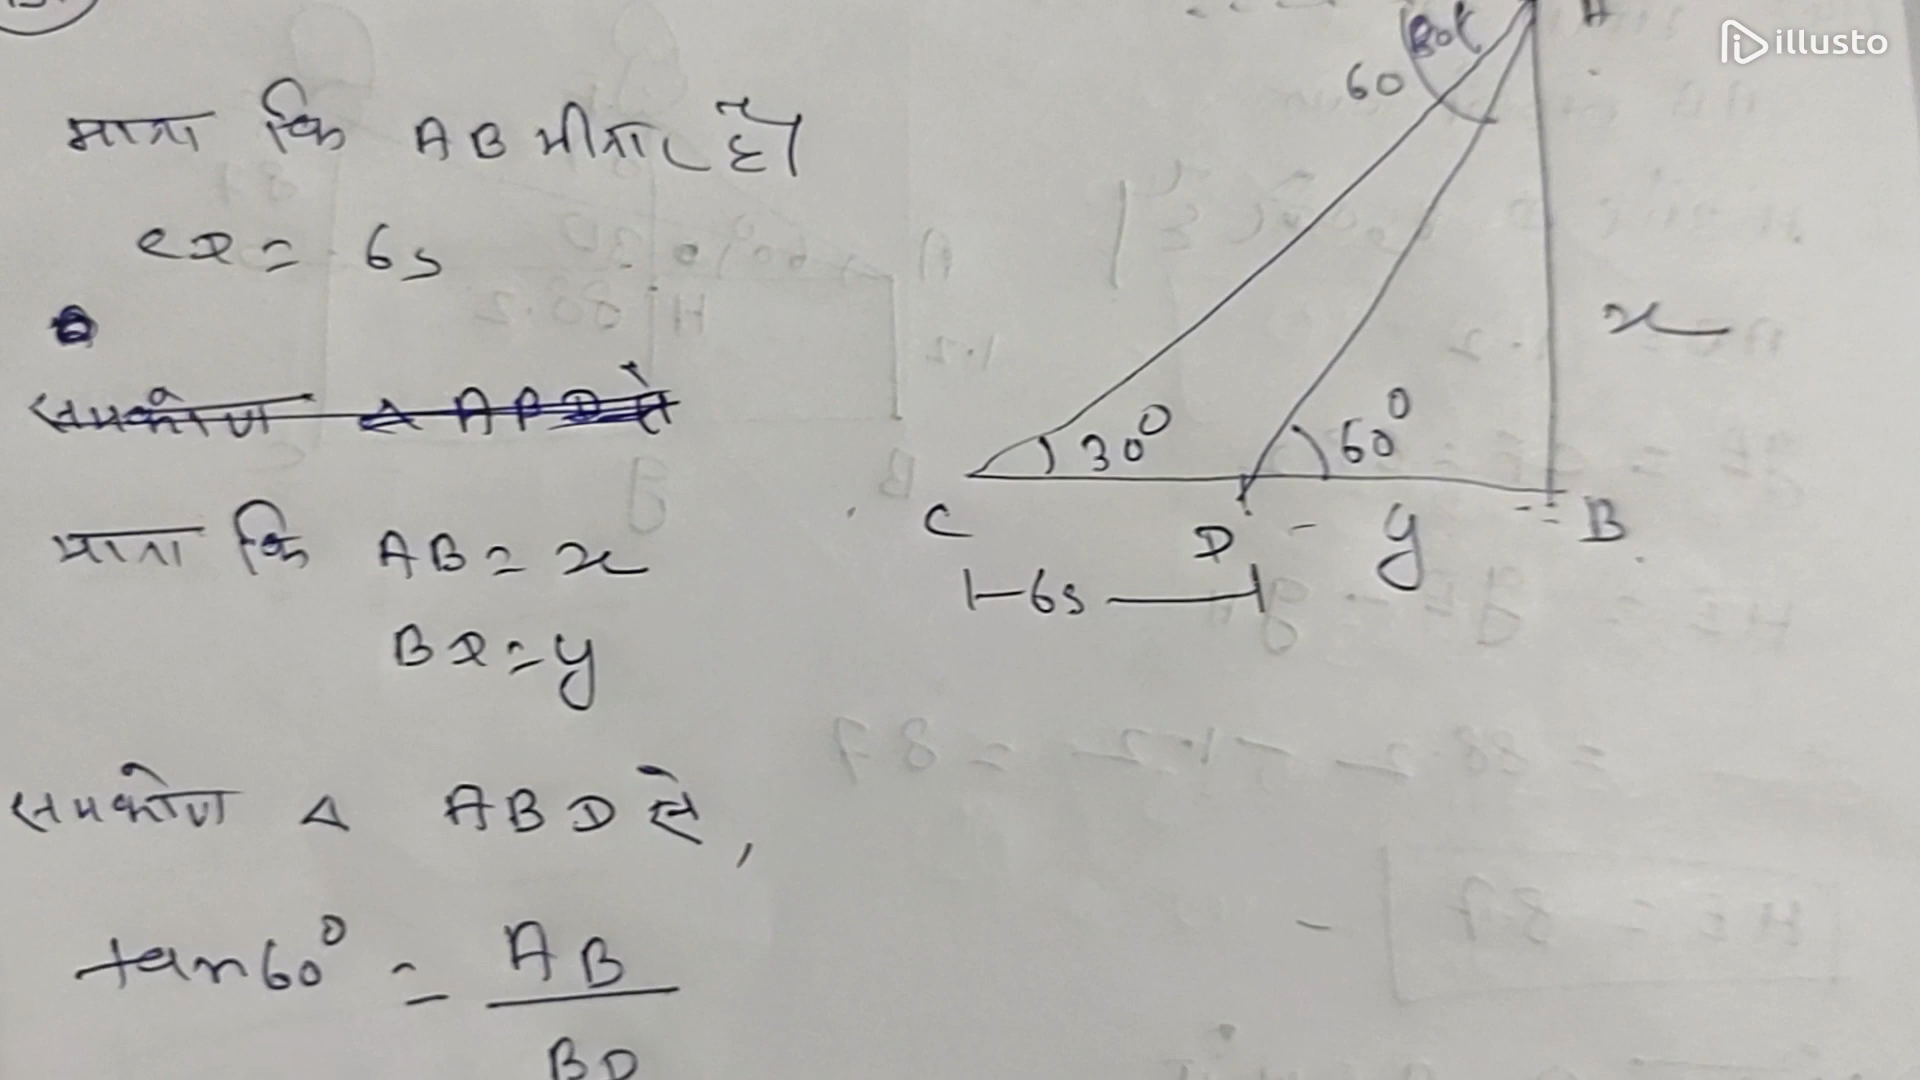 illusto
माना कि AB मीनार है।
CD = 6s
समकोण △ ABD से
माना कि AB = x
BD = y
समकोण △ ABD से,
tan60° = AB
BD
60
30°
60°
x
C
D
y
B
6s